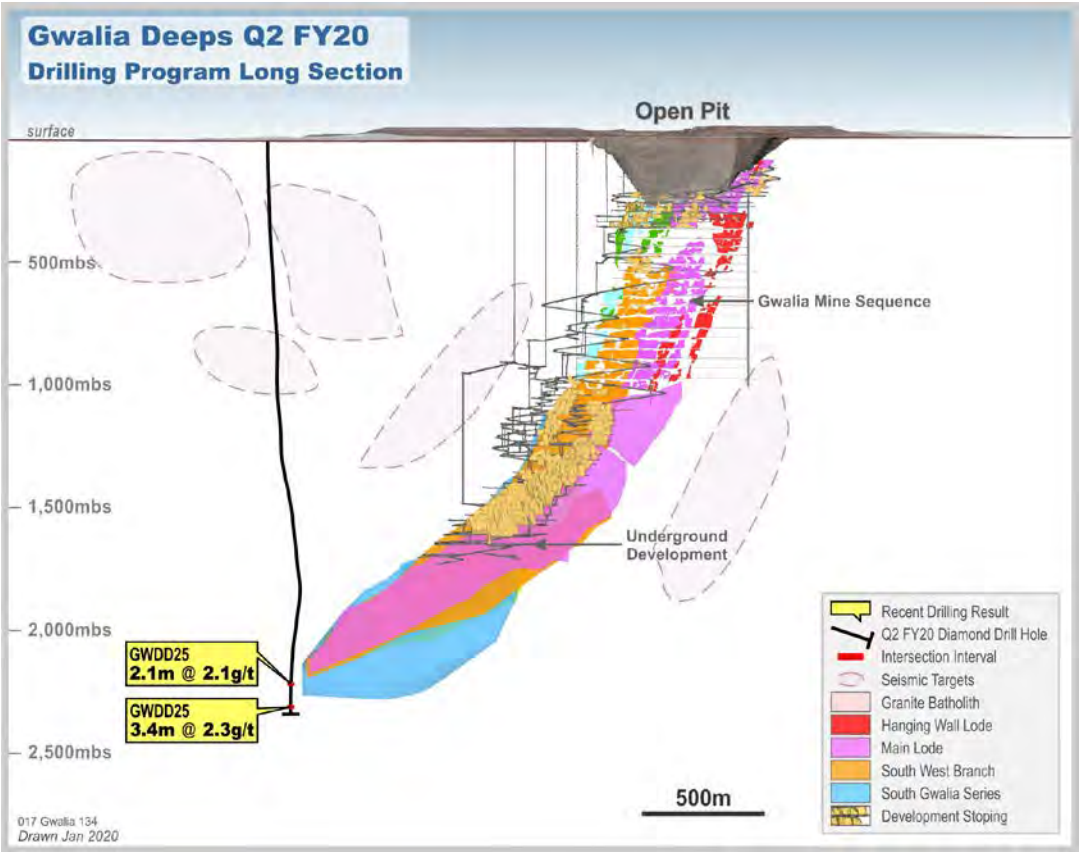 Gwalia Deeps Q2 FY20
Drilling Program Long Section
Open Pit
surface
500mbs
Gwalia Mine Sequence
1,000mbs
1,500mbs
Underground
Development
2,000mbs
GWDD25
2.1m @ 2.1g/t
GWDD25
3.4m @ 2.3g/t
2,500mbs
500m
Recent Drilling Result
Q2 FY20 Diamond Drill Hole
Intersection Interval
Seismic Targets
Granite Batholith
Hanging Wall Lode
Main Lode
South West Branch
South Gwalia Series
Development Stoping
017 Gwalia 134
Drawn Jan 2020